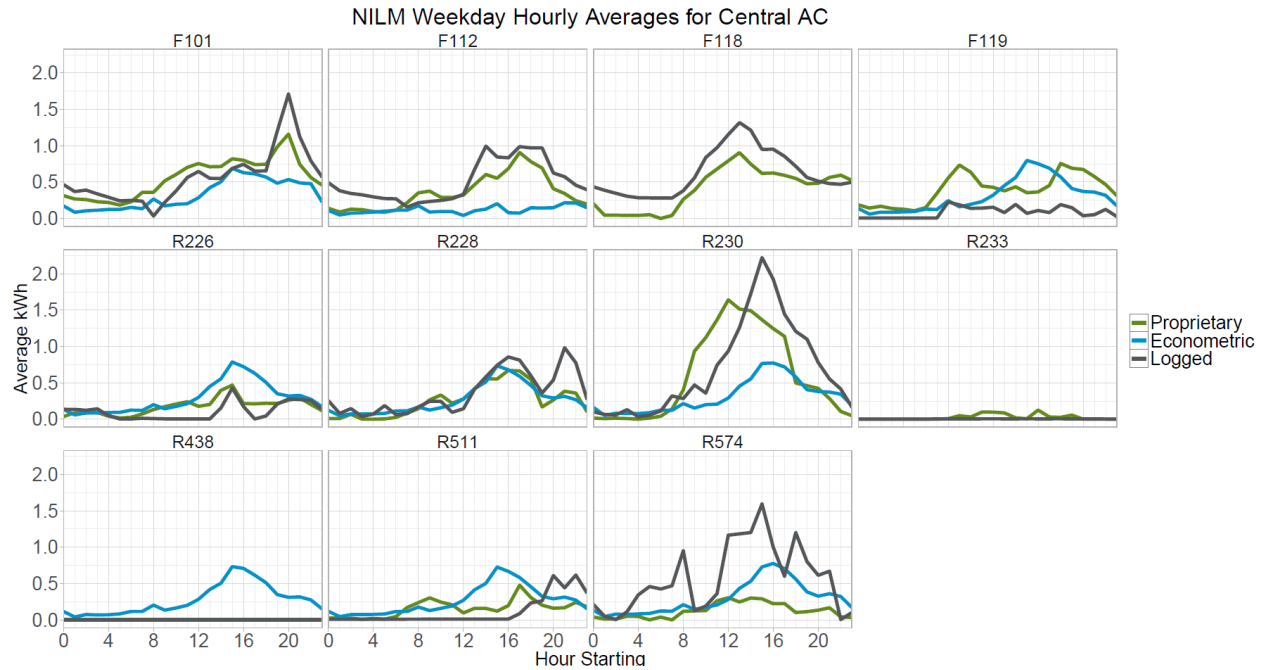 NILM Weekday Hourly Averages for Central AC
F101 F112 F118 F119
2.0
1.5
1.0
0.5
0.0
R226 R228 R230 R233
2.0
1.5
1.0
0.5
0.0
Average kWh
Proprietary
Econometric
Logged
R438 R511 R574
2.0
1.5
1.0
0.5
0.0
0 4 8 12 16 20 0 4 8 12 16 20 0 4 8 12 16 20
Hour Starting